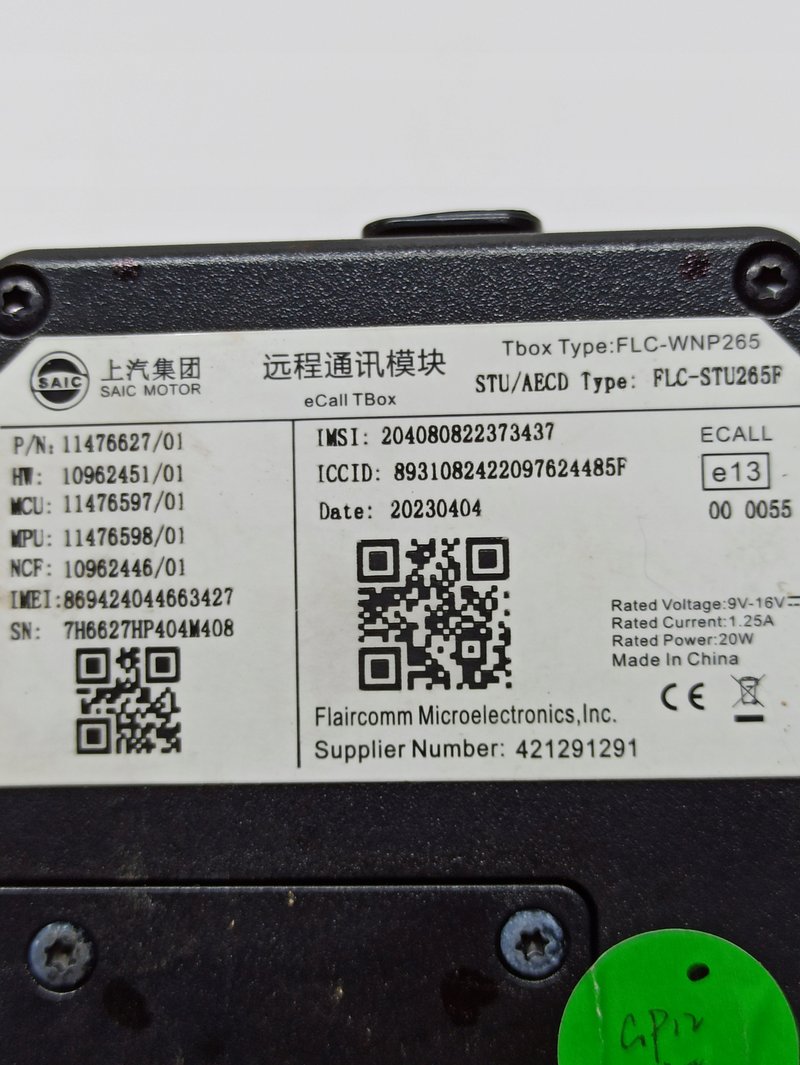 SAIC
上汽集团
SAIC MOTOR
远程通讯模块
eCall TBox
Tbox Type:FLC-WNP265
STU/AECD Type: FLC-STU265F
P/N: 11476627/01
HW: 10962451/01
MCU: 11476597/01
MPU: 11476598/01
NCF: 10962446/01
IMEI:869424044663427
SN: 7H6627HP404M408
IMSI: 204080822373437
ICCID: 8931082422097624485F
Date: 20230404
ECALL
e13
00 0055
Rated Voltage:9V-16V
Rated Current:1.25A
Rated Power:20W
Made In China
CE
Flaircomm Microelectronics,Inc.
Supplier Number: 421291291